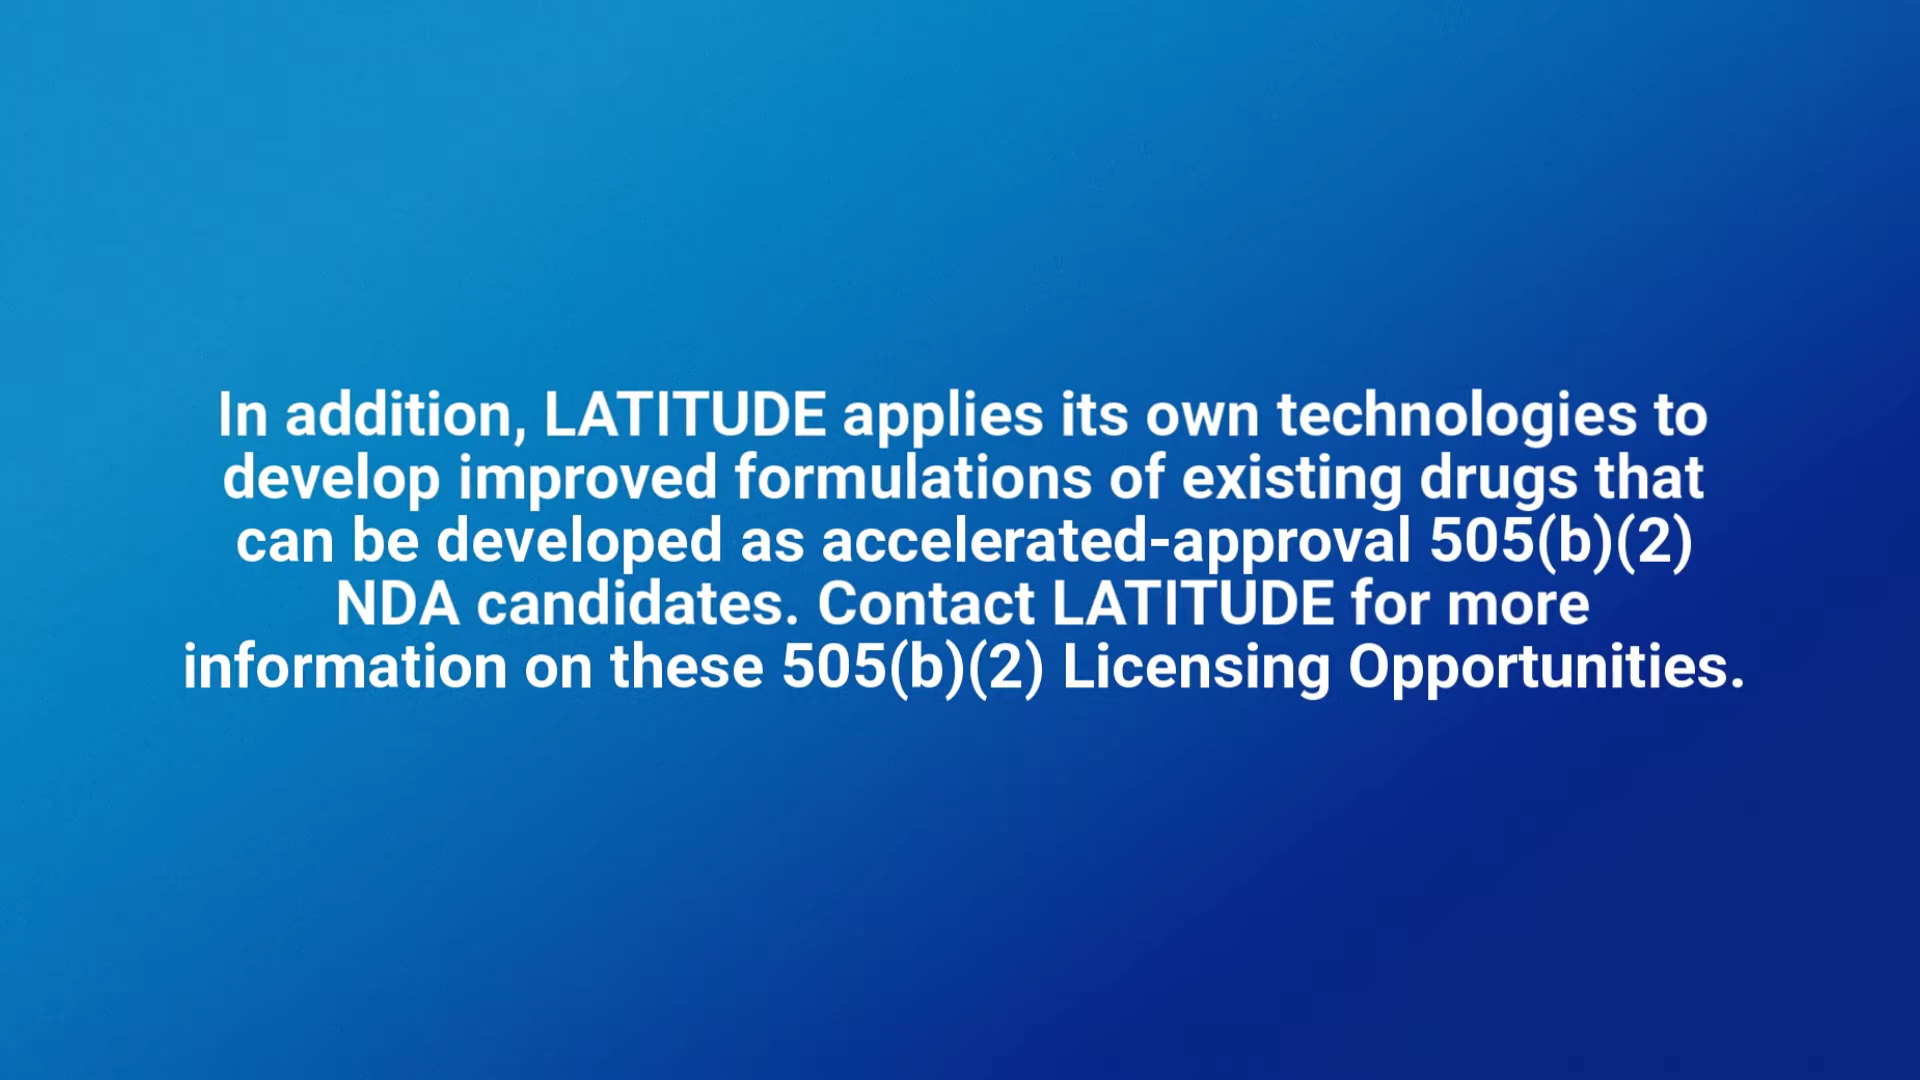 In addition, LATITUDE applies its own technologies to
develop improved formulations of existing drugs that
can be developed as accelerated-approval 505(b)(2)
NDA candidates. Contact LATITUDE for more
information on these 505(b)(2) Licensing Opportunities.